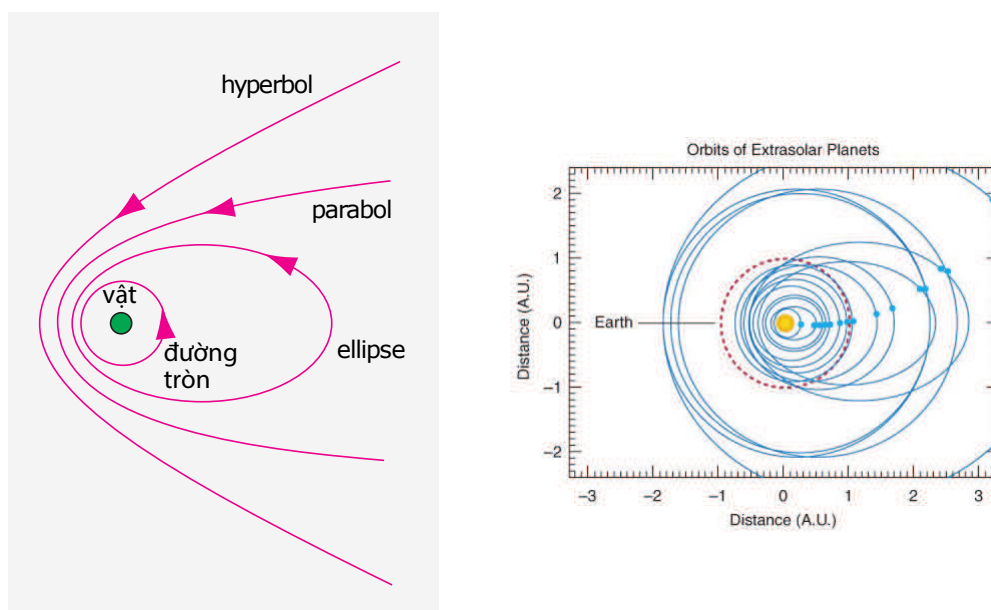 hyperbol
parabol
vật
đường
tròn
ellipse
Orbits of Extrasolar Planets
Distance (A.U.)
2
1
0
−1
−2
Earth
−3
−2
−1
0
1
2
3
Distance (A.U.)